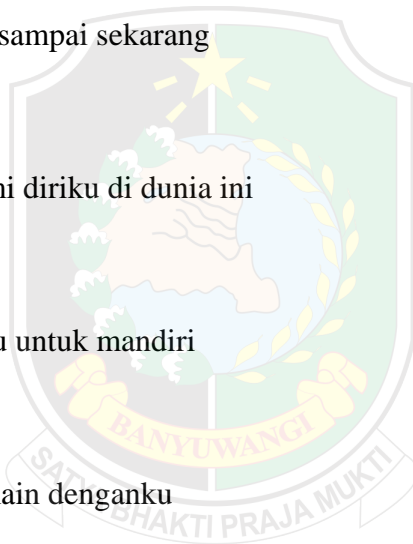 sampai sekarang
ni diriku di dunia ini
u untuk mandiri
BANYUWANGI
SATYA BHAKTI PRAJA MUKTI
ain denganku